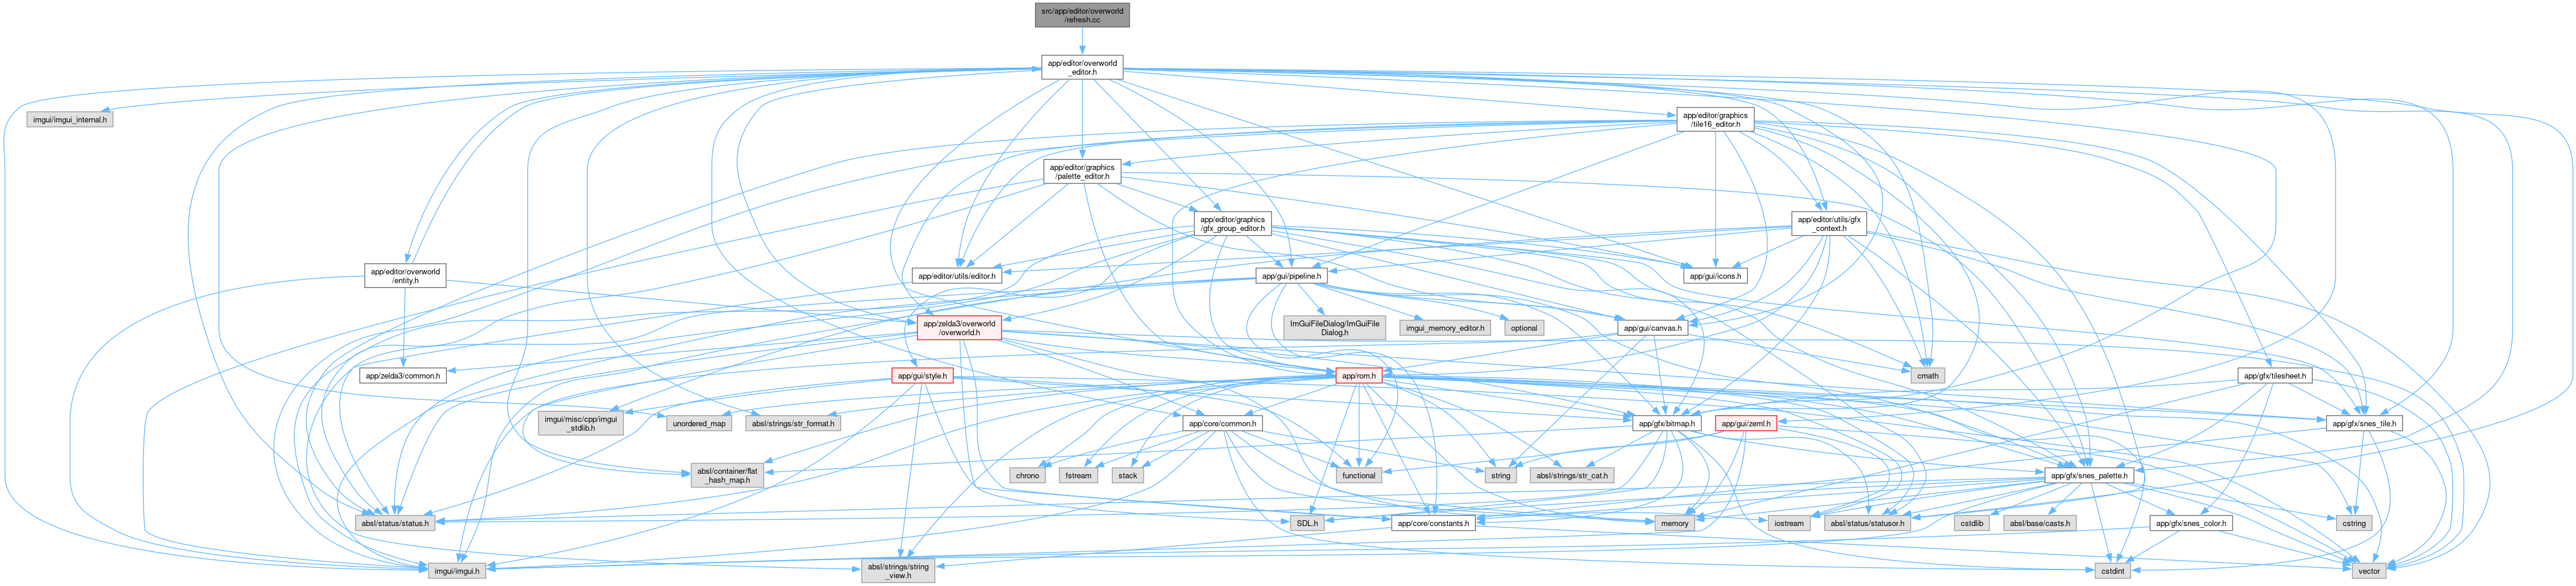 src/app/editor/overworld
/refresh.cc
app/editor/overworld
_editor.h
imgui/imgui_internal.h
app/editor/graphics
/tile16_editor.h
app/editor/graphics
/palette_editor.h
app/editor/graphics
/gfx_group_editor.h
app/editor/utils/gfx
_context.h
app/editor/overworld
/entity.h
app/editor/utils/editor.h
app/gui/pipeline.h
app/gui/icons.h
app/zelda3/overworld
/overworld.h
ImGuiFileDialog/ImGuiFile
Dialog.h
imgui_memory_editor.h
optional
app/gui/canvas.h
app/zelda3/common.h
app/gui/style.h
app/rom.h
cmath
app/gfx/tilesheet.h
imgui/misc/cpp/imgui
_stdlib.h
unordered_map
absl/strings/str_format.h
app/core/common.h
app/gfx/bitmap.h
app/gui/zeml.h
app/gfx/snes_tile.h
absl/container/flat
_hash_map.h
chrono
fstream
stack
functional
string
absl/strings/str_cat.h
app/gfx/snes_palette.h
absl/status/status.h
SDL.h
app/core/constants.h
memory
iostream
absl/status/statusor.h
cstdlib
absl/base/casts.h
app/gfx/snes_color.h
cstring
imgui/imgui.h
absl/strings/string
_view.h
cstdint
vector